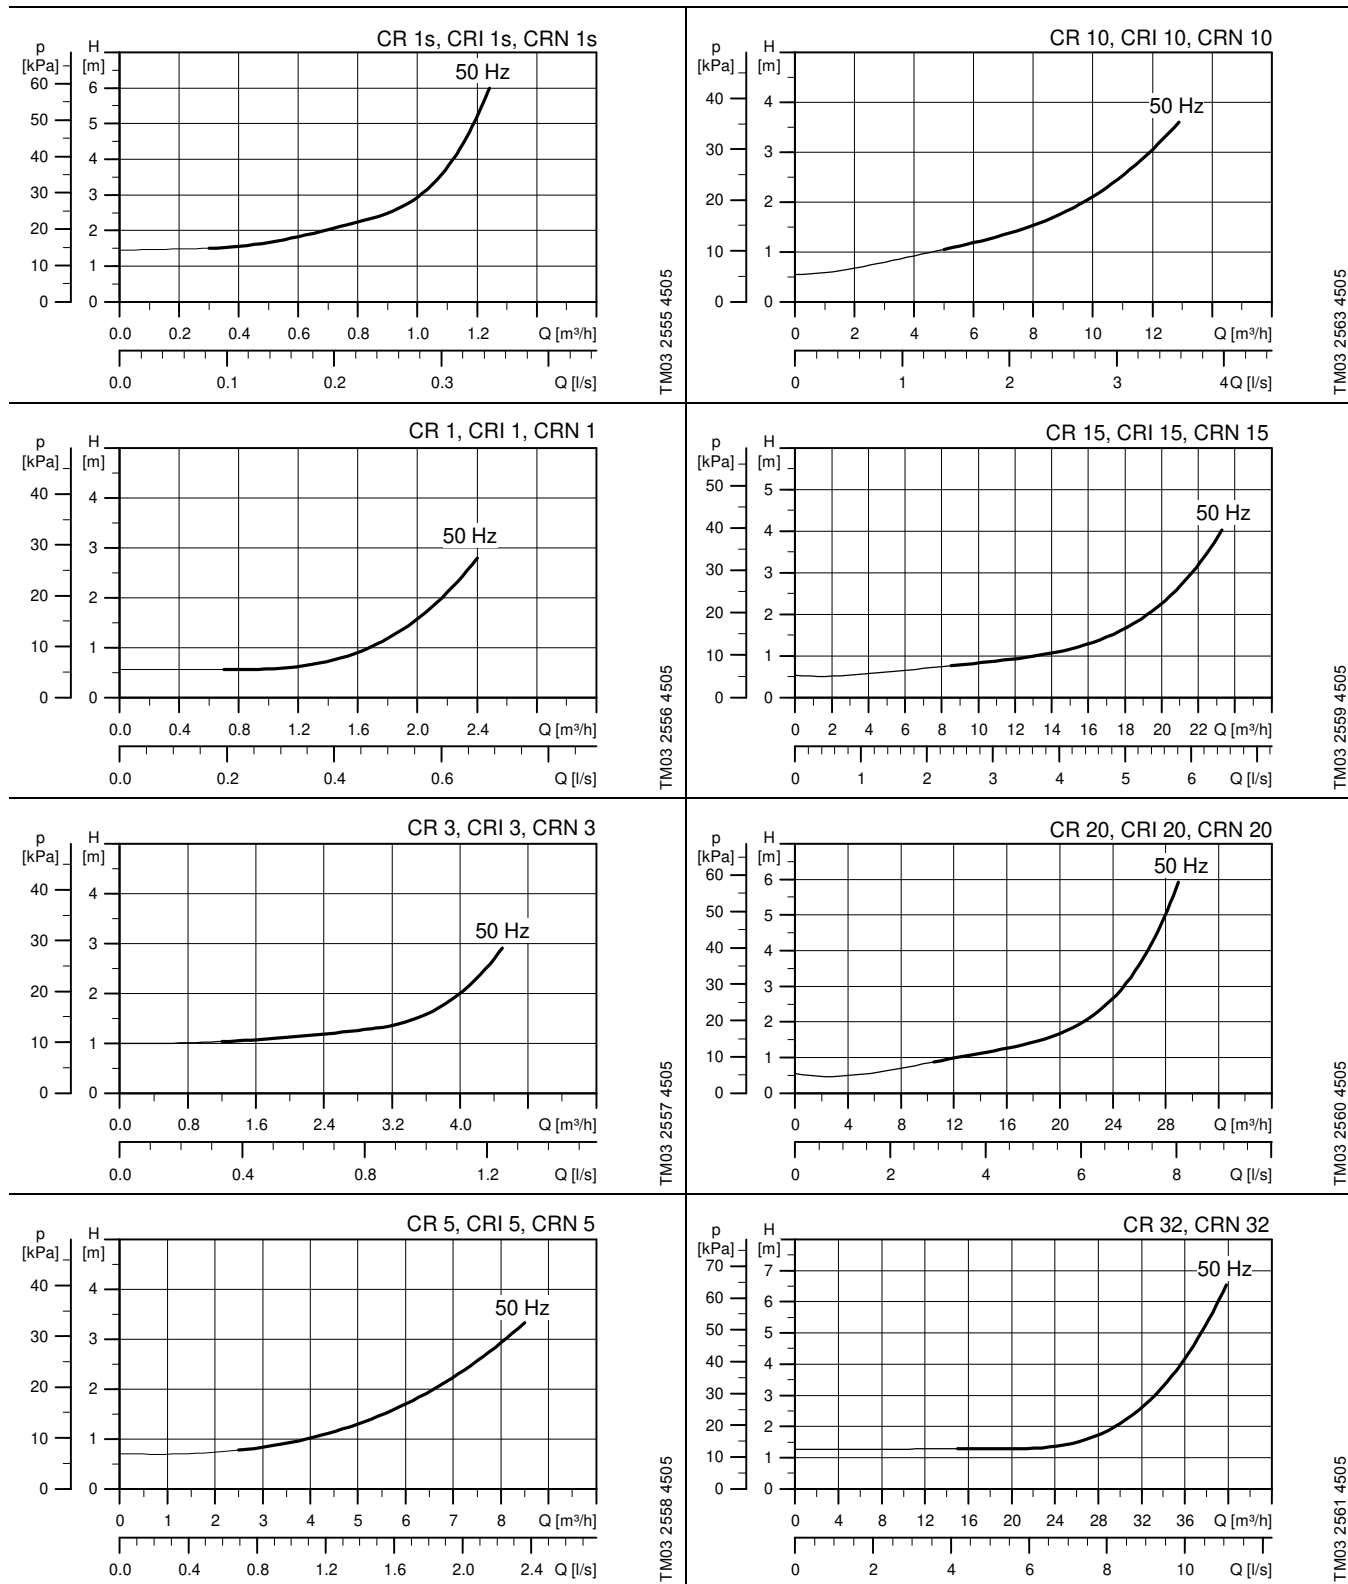 CR 1s, CRI 1s, CRN 1s
p
[kPa]
H
[m]
50 Hz
60
50
40
30
20
10
0
6
5
4
3
2
1
0
0.0 0.2 0.4 0.6 0.8 1.0 1.2 Q [m³/h]
0.0 0.1 0.2 0.3 Q [l/s]
TM03 2555 4505
CR 10, CRI 10, CRN 10
p
[kPa]
H
[m]
50 Hz
40
30
20
10
0
4
3
2
1
0
0 2 4 6 8 10 12 Q [m³/h]
0 1 2 3 4 Q [l/s]
TM03 2563 4505
CR 1, CRI 1, CRN 1
p
[kPa]
H
[m]
50 Hz
40
30
20
10
0
4
3
2
1
0
0.0 0.4 0.8 1.2 1.6 2.0 2.4 Q [m³/h]
0.0 0.2 0.4 0.6 Q [l/s]
TM03 2556 4505
CR 15, CRI 15, CRN 15
p
[kPa]
H
[m]
50 Hz
50
40
30
20
10
0
5
4
3
2
1
0
0 2 4 6 8 10 12 14 16 18 20 22 Q [m³/h]
0 1 2 3 4 5 6 Q [l/s]
TM03 2559 4505
CR 3, CRI 3, CRN 3
p
[kPa]
H
[m]
50 Hz
40
30
20
10
0
4
3
2
1
0
0.0 0.8 1.6 2.4 3.2 4.0 Q [m³/h]
0.0 0.4 0.8 1.2 Q [l/s]
TM03 2557 4505
CR 20, CRI 20, CRN 20
p
[kPa]
H
[m]
50 Hz
60
50
40
30
20
10
0
6
5
4
3
2
1
0
0 4 8 12 16 20 24 28 Q [m³/h]
0 2 4 6 8 Q [l/s]
TM03 2560 4505
CR 5, CRI 5, CRN 5
p
[kPa]
H
[m]
50 Hz
40
30
20
10
0
4
3
2
1
0
0 1 2 3 4 5 6 7 8 Q [m³/h]
0.0 0.4 0.8 1.2 1.6 2.0 2.4 Q [l/s]
TM03 2558 4505
CR 32, CRN 32
p
[kPa]
H
[m]
50 Hz
70
60
50
40
30
20
10
0
7
6
5
4
3
2
1
0
0 4 8 12 16 20 24 28 32 36 Q [m³/h]
0 2 4 6 8 10 Q [l/s]
TM03 2561 4505